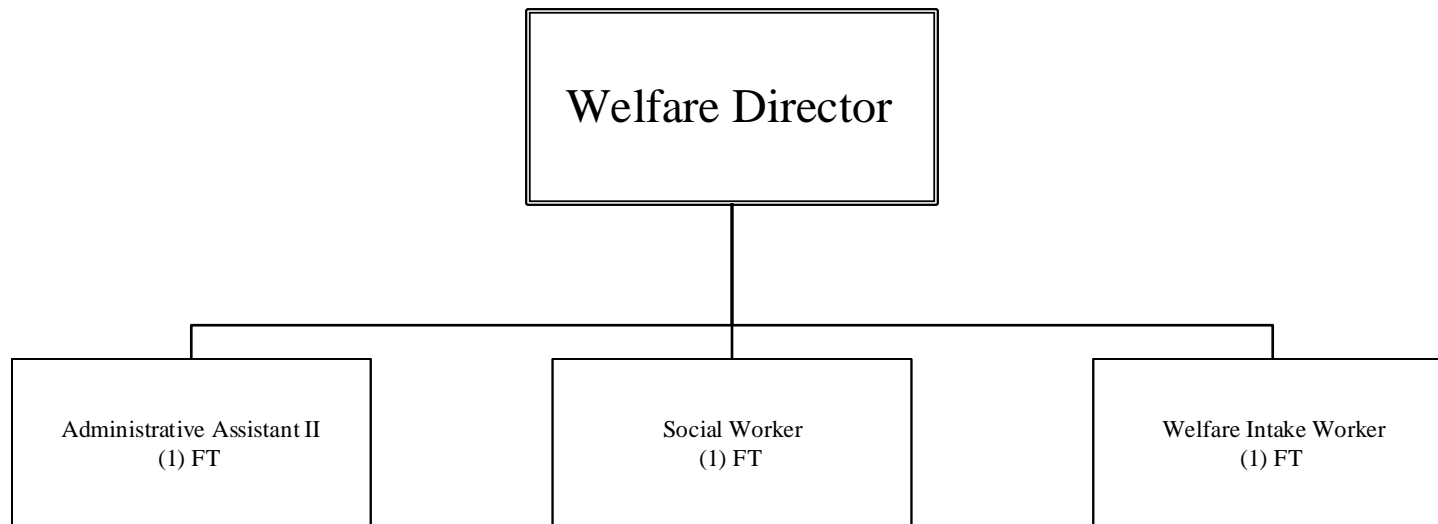 Welfare Director
Administrative Assistant II
(1) FT
Social Worker
(1) FT
Welfare Intake Worker
(1) FT